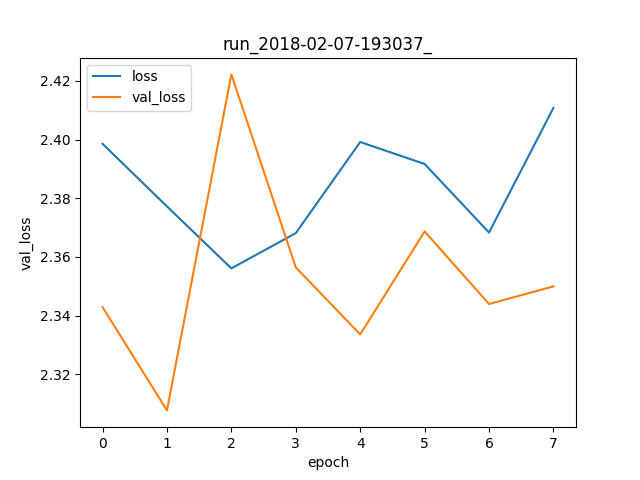 run_2018-02-07-193037_
loss
val_loss
2.42
2.40
2.38
2.36
2.34
2.32
val_loss
0 1 2 3 4 5 6 7
epoch